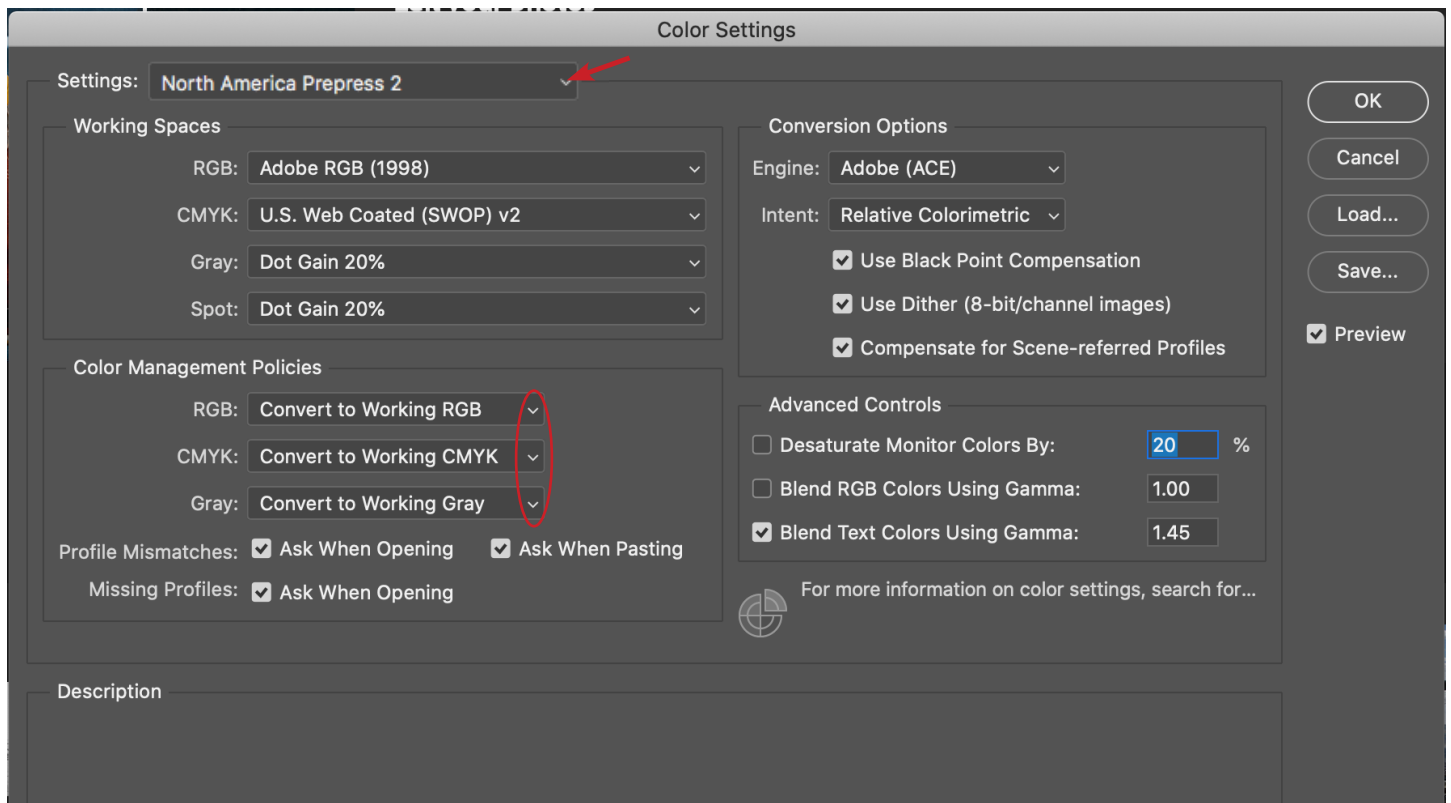 Color Settings
Settings: North America Prepress 2
Working Spaces
RGB: Adobe RGB (1998)
CMYK: U.S. Web Coated (SWOP) v2
Gray: Dot Gain 20%
Spot: Dot Gain 20%
Color Management Policies
RGB: Convert to Working RGB
CMYK: Convert to Working CMYK
Gray: Convert to Working Gray
Profile Mismatches: Ask When Opening Ask When Pasting
Missing Profiles: Ask When Opening
Conversion Options
Engine: Adobe (ACE)
Intent: Relative Colorimetric
Use Black Point Compensation
Use Dither (8-bit/channel images)
Compensate for Scene-referred Profiles
Advanced Controls
Desaturate Monitor Colors By: 20 %
Blend RGB Colors Using Gamma: 1.00
Blend Text Colors Using Gamma: 1.45
For more information on color settings, search for...
OK
Cancel
Load...
Save...
Preview
Description